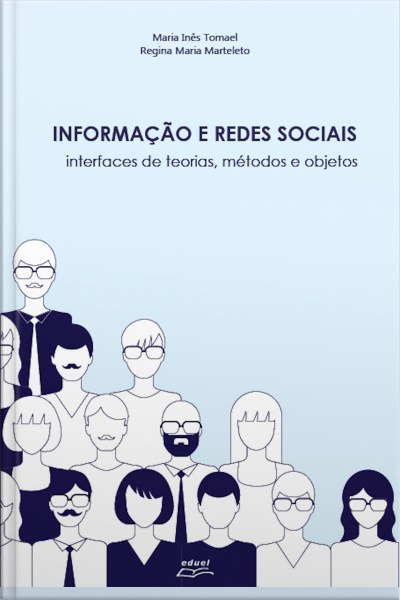 Maria Inês Tomael
Regina Maria Marteleto
INFORMAÇÃO E REDES SOCIAIS
interfaces de teorias, métodos e objetos
eduel